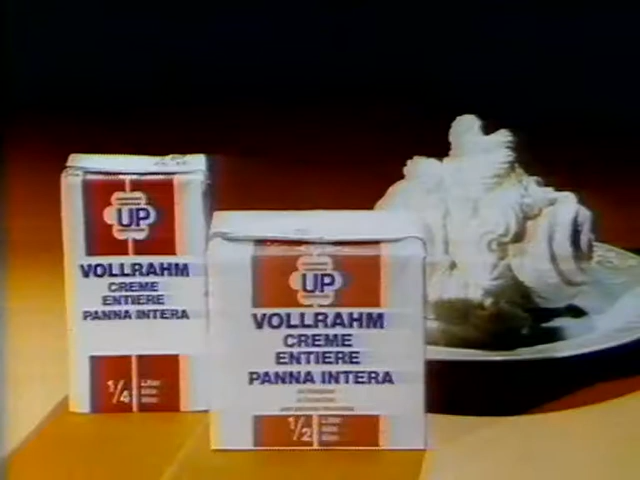 UP
VOLLRAHM
CREME
ENTIERE
PANNA INTERA
1/4
UP
VOLLRAHM
CREME
ENTIERE
PANNA INTERA
1/2